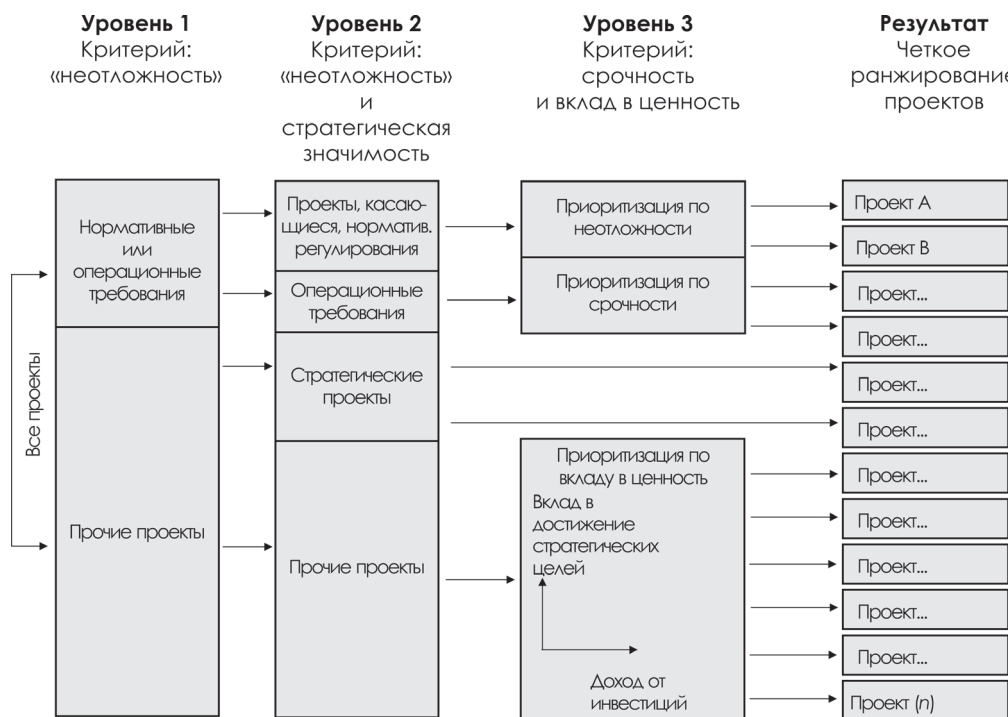 Уровень 1
Критерий:
«неотложность»
Уровень 2
Критерий:
«неотложность»
и
стратегическая
значимость
Уровень 3
Критерий:
срочность
и вклад в ценность
Результат
Четкое
ранжирование
проектов
Все проекты
Нормативные
или
операционные
требования
Прочие проекты
Проекты, касаю-
щиеся, норматив.
регулирования
Операционные
требования
Стратегические
проекты
Прочие проекты
Приоритизация по
неотложности
Приоритизация по
срочности
Приоритизация по
вкладу в ценность
Вклад в
достижение
стратегических
целей
Доход от
инвестиций
Проект A
Проект B
Проект...
Проект...
Проект...
Проект...
Проект...
Проект...
Проект...
Проект...
Проект...
Проект (n)